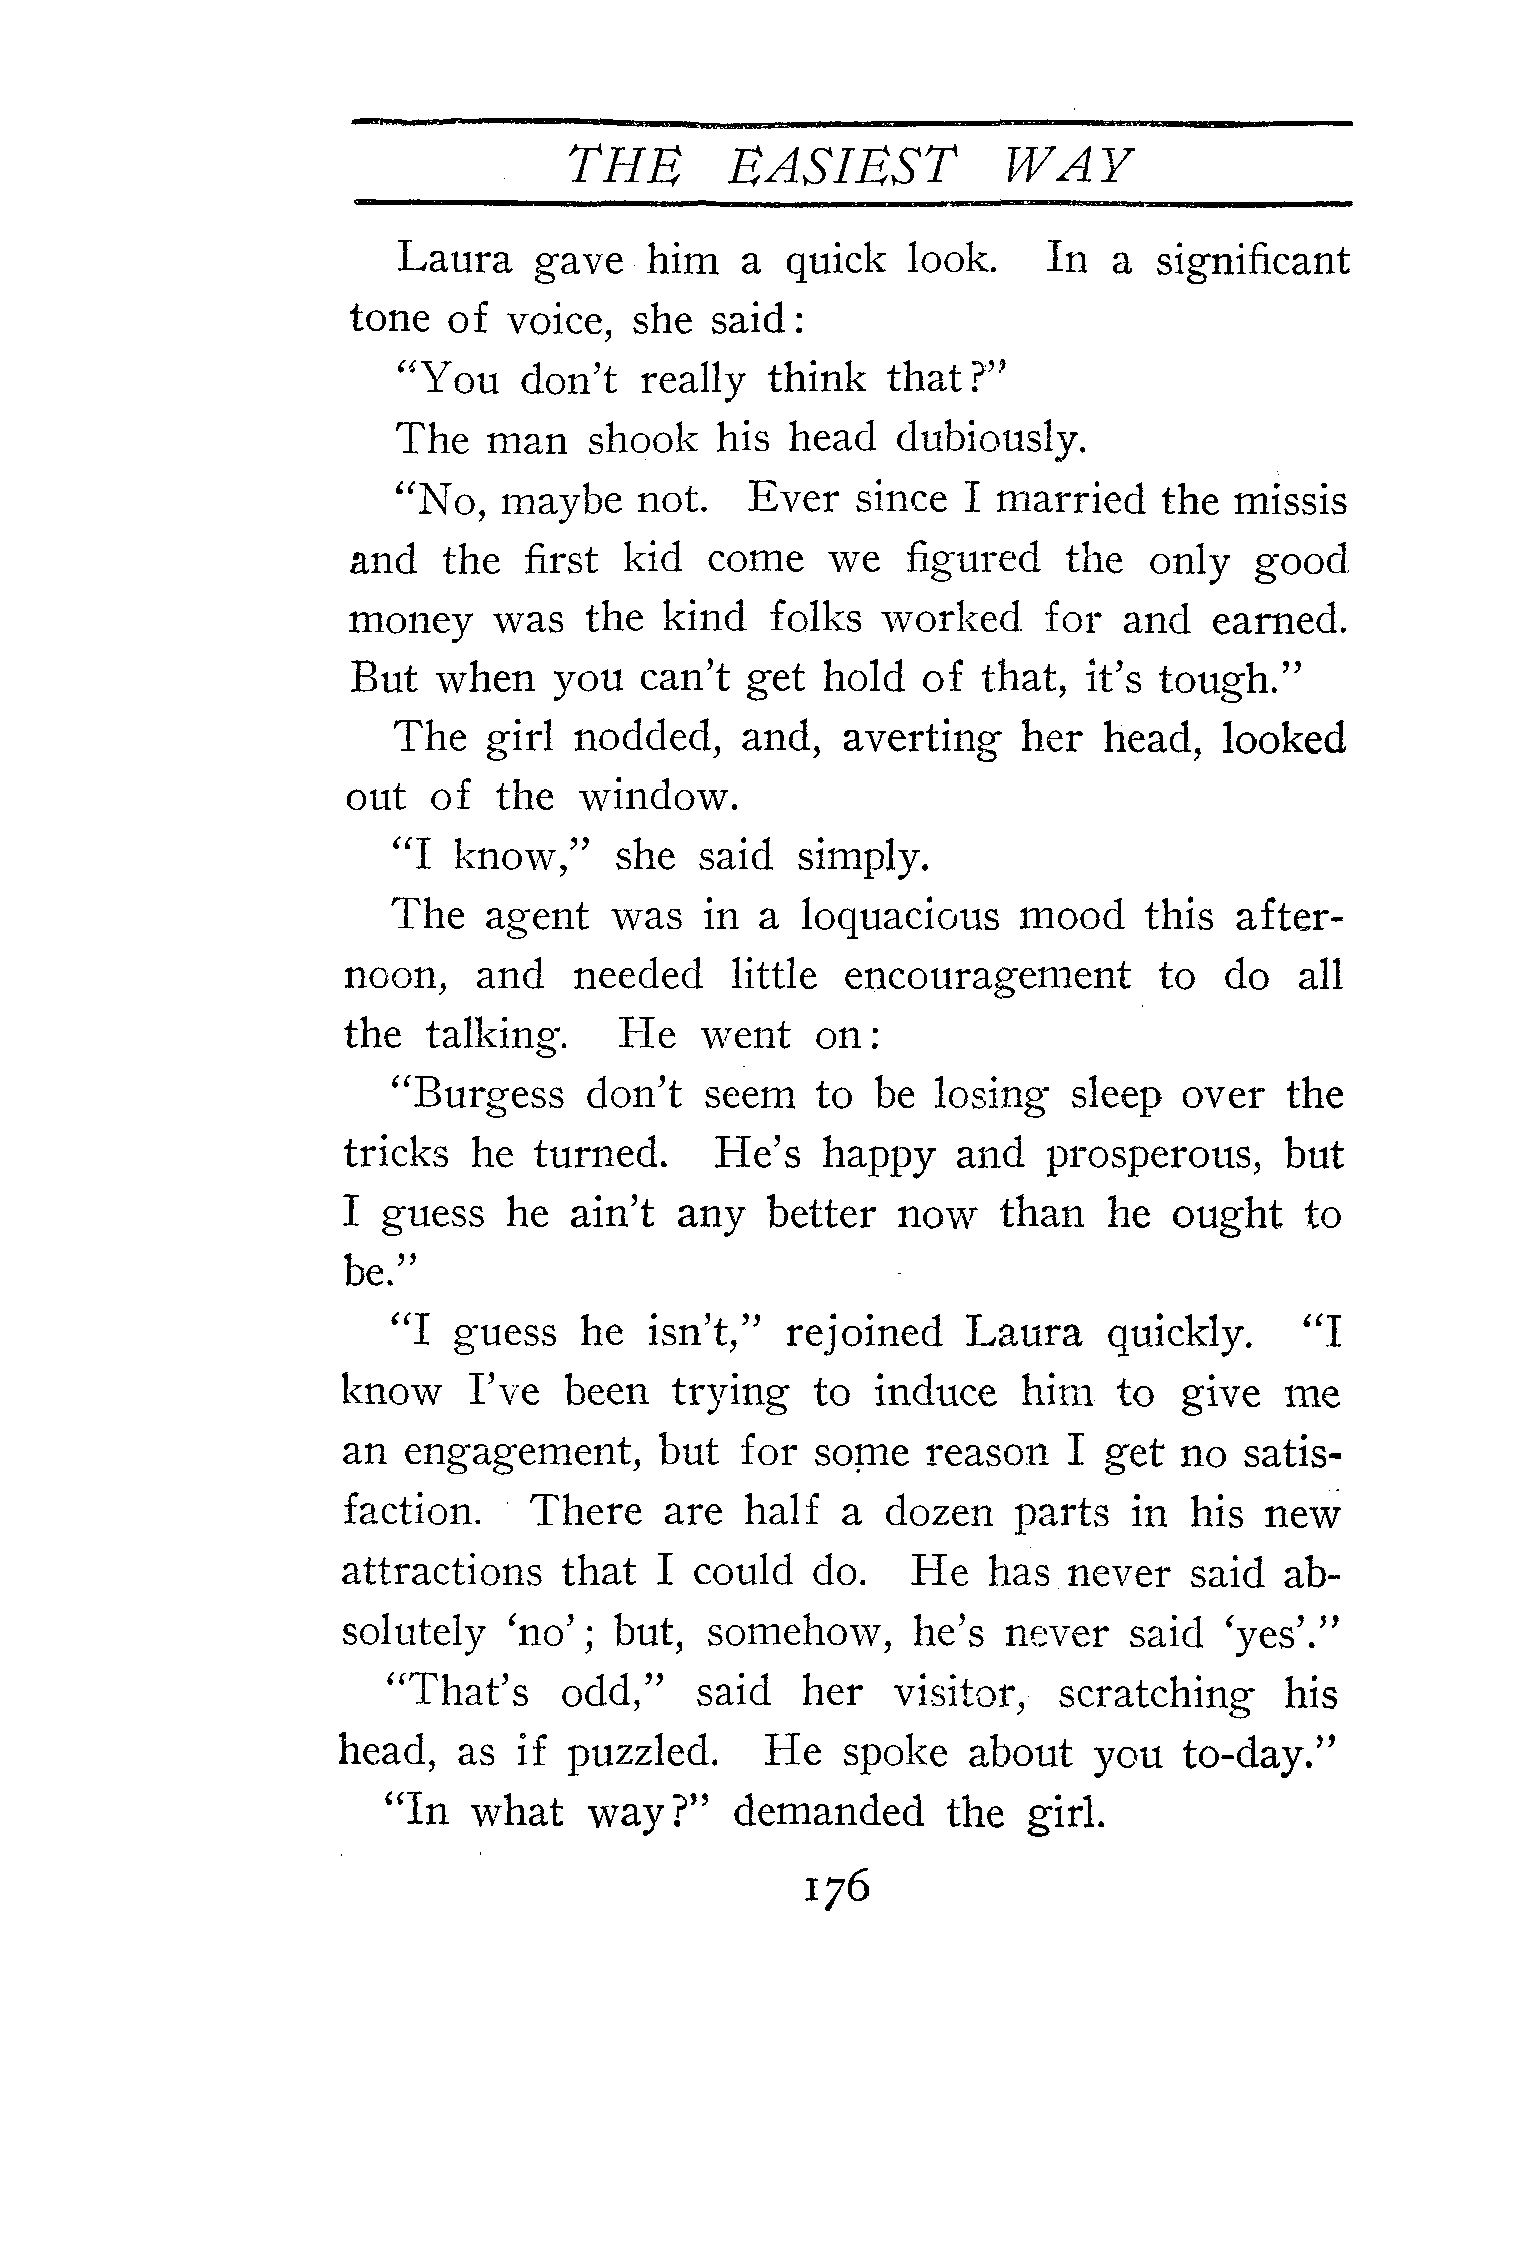 THE EASIEST WAY
Laura gave him a quick look. In a significant
tone of voice, she said:
"You don't really think that?"
The man shook his head dubiously.
"No, maybe not. Ever since I married the missis
and the first kid come we figured the only good
money was the kind folks worked for and earned.
But when you can't get hold of that, it's tough."
The girl nodded, and, averting her head, looked
out of the window.
"I know," she said simply.
The agent was in a loquacious mood this after-
noon, and needed little encouragement to do all
the talking. He went on:
"Burgess don't seem to be losing sleep over the
tricks he turned. He's happy and prosperous, but
I guess he ain't any better now than he ought to
be."
"I guess he isn't," rejoined Laura quickly. "I
know I've been trying to induce him to give me
an engagement, but for some reason I get no satis-
faction. There are half a dozen parts in his new
attractions that I could do. He has never said ab-
solutely 'no'; but, somehow, he's never said 'yes'."
"That's odd," said her visitor, scratching his
head, as if puzzled. He spoke about you to-day."
"In what way?" demanded the girl.
176